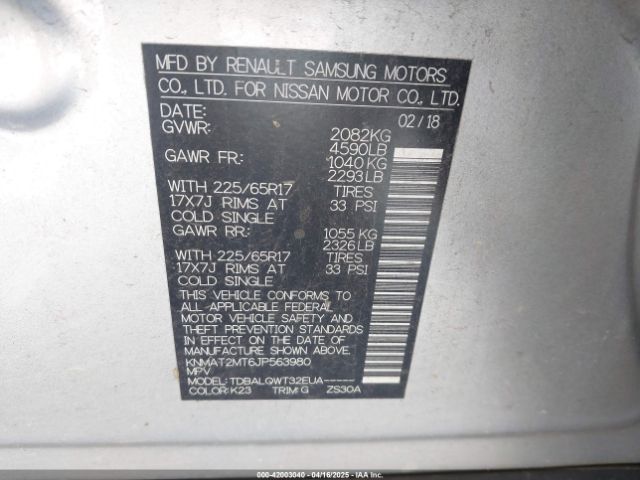 MFD BY RENAULT SAMSUNG MOTORS
CO., LTD. FOR NISSAN MOTOR CO., LTD.
DATE: 02/18
GVWR: 2082KG
4590LB
GAWR FR: 1040 KG
2293 LB
WITH 225/65R17 TIRES
17X7J RIMS AT 33 PSI
COLD SINGLE
GAWR RR: 1055 KG
2326 LB
WITH 225/65R17 TIRES
17X7J RIMS AT 33 PSI
COLD SINGLE
THIS VEHICLE CONFORMS TO
ALL APPLICABLE FEDERAL
MOTOR VEHICLE SAFETY AND
THEFT PREVENTION STANDARDS
IN EFFECT ON THE DATE OF
MANUFACTURE SHOWN ABOVE.
KNMAT2MT6JP563980
MPV
MODEL: TDBALQWT32EUA-----
COLOR: K23 TRIM: G ZS30A
000-42003040 - 04/16/2025 - IAAI